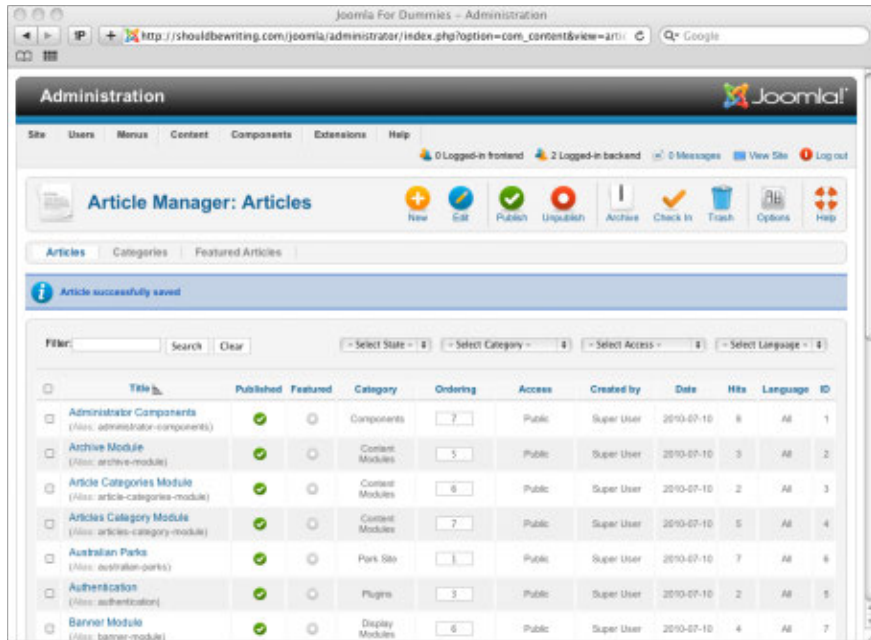 Joomla For Dummies – Administration
http://shouldbewriting.com/joomla/administrator/index.php?option=com_content&view=arti
Google
Administration
Joomla!
Site Users Menus Content Components Extensions Help
0 Logged-in frontend 2 Logged-in backend 0 Messages View Site Log out
Article Manager: Articles
New Edit Publish Unpublish Archive Check In Trash Options Help
Articles Categories Featured Articles
Article successfully saved
Filter: Search Clear - Select State - - Select Category - - Select Access - - Select Language -
Title Published Featured Category Ordering Access Created by Date Hits Language ID
Administrator Components
(Alias: administrator-components)
Components 7 Public Super User 2010-07-10 All 1
Archive Module
(Alias: archive-module)
Content Modules 5 Public Super User 2010-07-10 3 All 2
Article Categories Module
(Alias: article-categories-module)
Content Modules 6 Public Super User 2010-07-10 2 All 3
Articles Category Module
(Alias: articles-category-module)
Content Modules 7 Public Super User 2010-07-10 5 All 4
Australian Parks
(Alias: australian-parks)
Park Site 1 Public Super User 2010-07-10 7 All 6
Authentication
(Alias: authentication)
Plugins 3 Public Super User 2010-07-10 2 All 5
Banner Module
(Alias: banner-module)
Display Modules 6 Public Super User 2010-07-10 4 All 7